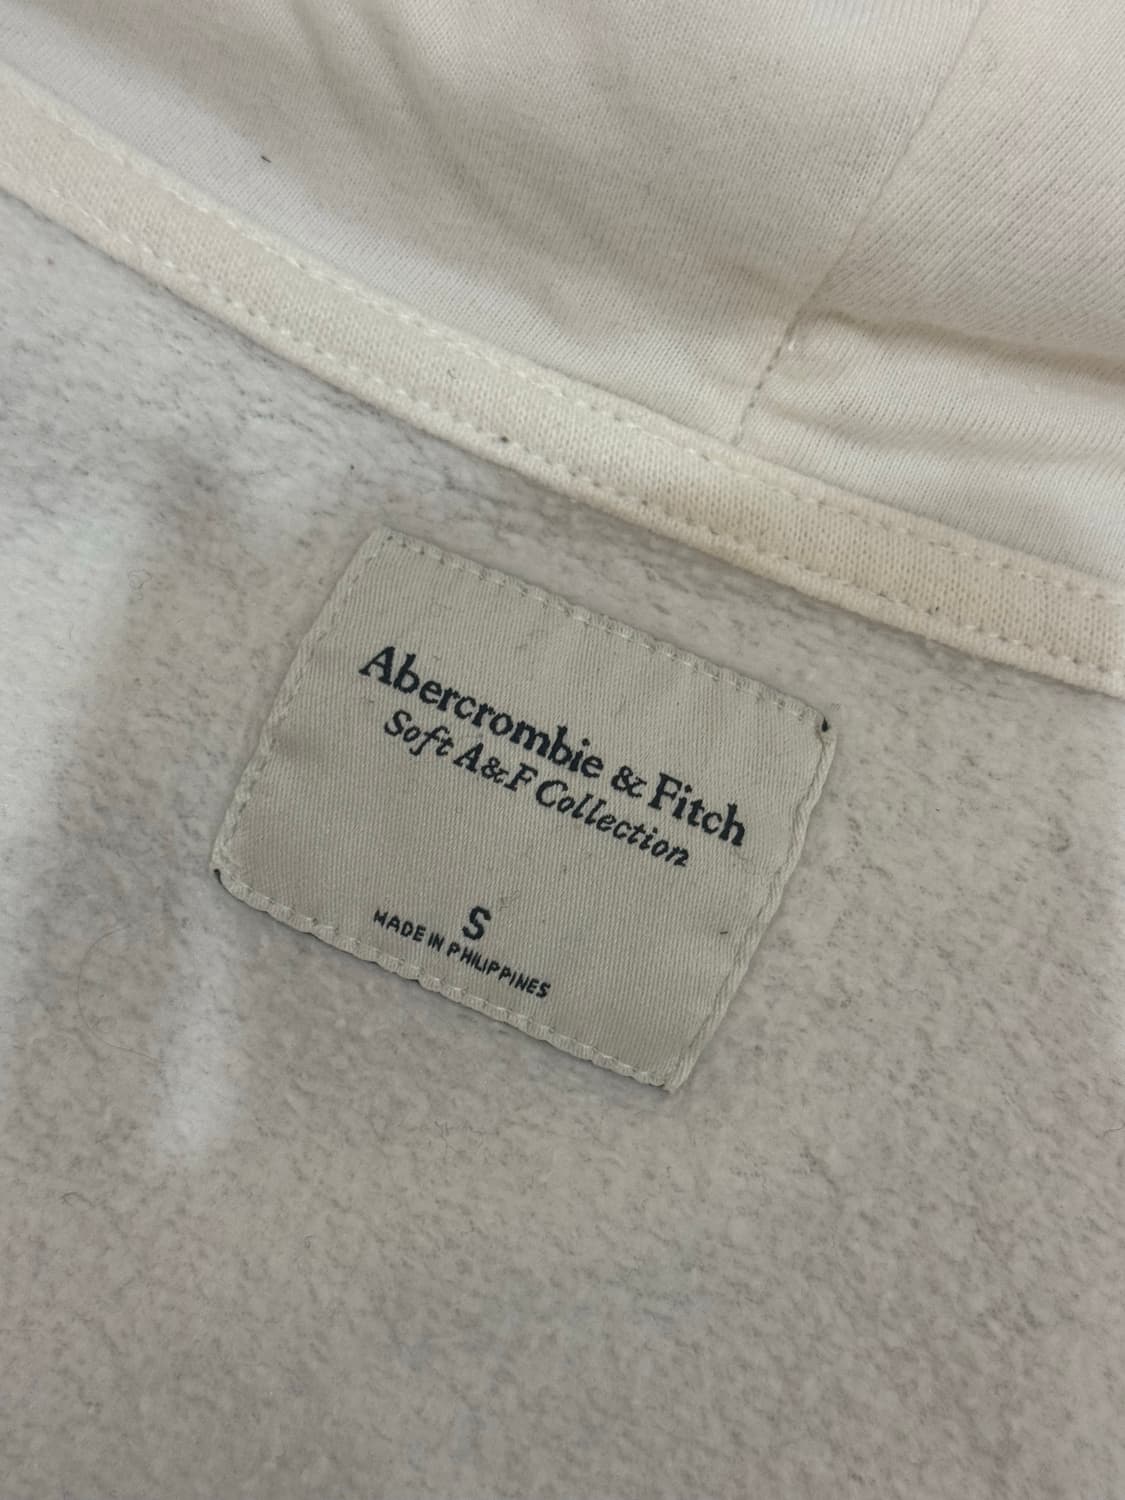 Abercrombie & Fitch
Soft A&F Collection
S
MADE IN PHILIPPINES